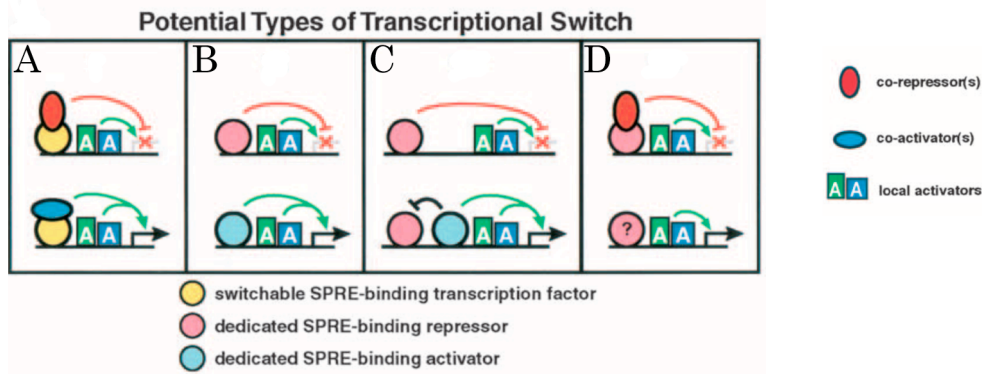 Potential Types of Transcriptional Switch
A B C D
A A A A A A A A
co-repressor(s)
co-activator(s)
A A local activators
A A A A A A ? A A
switchable SPRE-binding transcription factor
dedicated SPRE-binding repressor
dedicated SPRE-binding activator